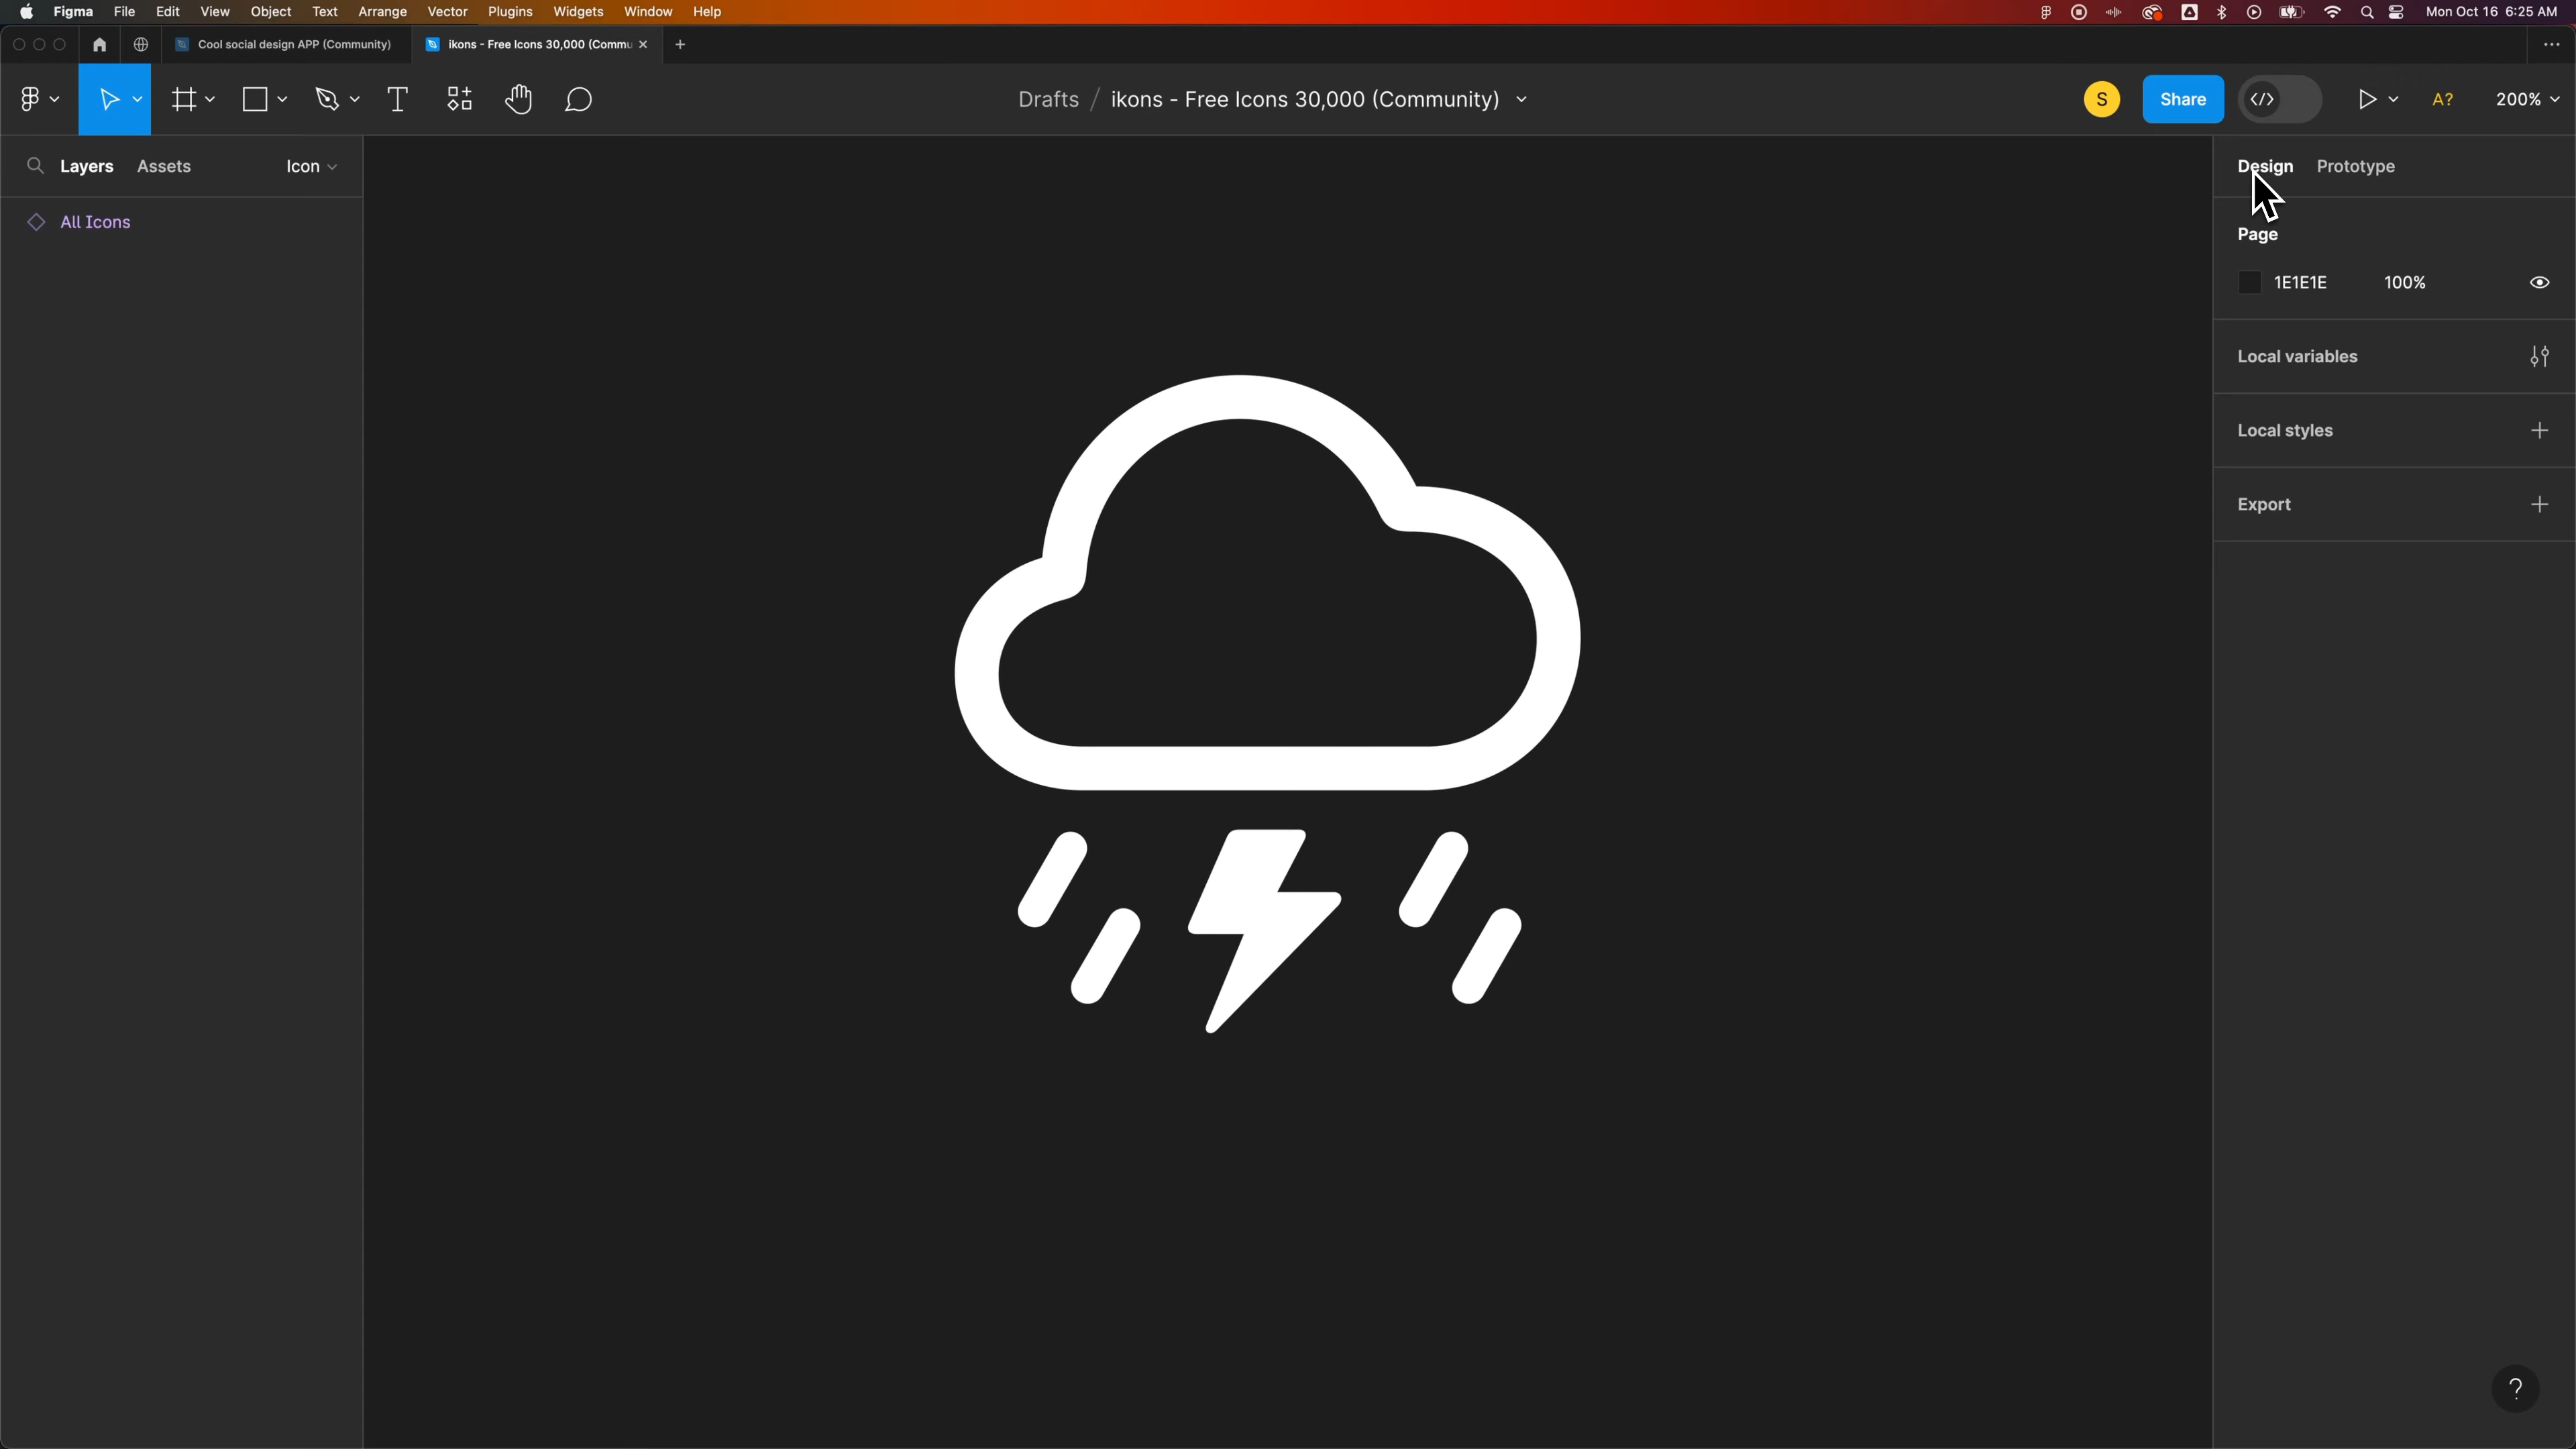 Figma File Edit View Object Text Arrange Vector Plugins Widgets Window Help Mon Oct 16 6:25 AM
Cool social design APP (Community) ikons - Free Icons 30,000 (Commu
Drafts / ikons - Free Icons 30,000 (Community) S Share A? 200%
Layers Assets Icon
All Icons
Design Prototype
Page
1E1E1E 100%
Local variables
Local styles
Export
?